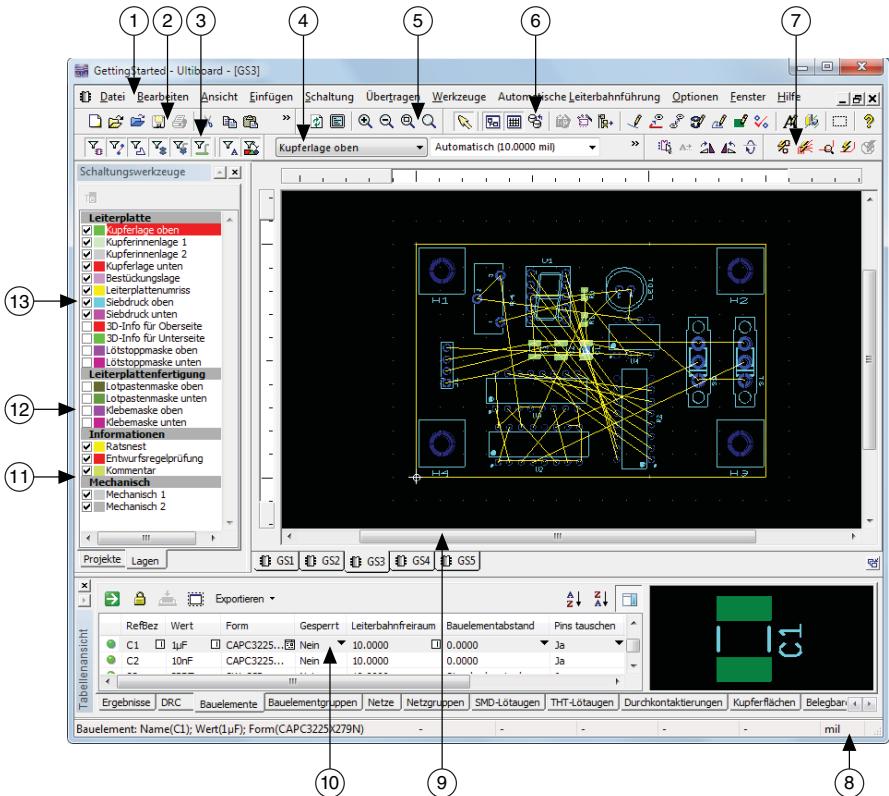 1 2 3 4 5 6 7
GettingStarted - Ultiboard - [GS3]
Datei Bearbeiten Ansicht Einfügen Schaltung Übertragen Werkzeuge Automatische Leiterbahnführung Optionen Fenster Hilfe
Kupferlage oben Automatisch (10.0000 mil)
Schaltungswerkzeuge
Leiterplatte
Kupferlage oben
Kupferinnenlage 1
Kupferinnenlage 2
Kupferlage unten
Bestückungslage
Leiterplattenumriss
Siebdruck oben
Siebdruck unten
3D-Info für Oberseite
3D-Info für Unterseite
Lötstoppmaske oben
Lötstoppmaske unten
Leiterplattenfertigung
Lotpastenmaske oben
Lotpastenmaske unten
Klebemaske oben
Klebemaske unten
Informationen
Ratsnest
Entwurfsregelprüfung
Kommentar
Mechanisch
Mechanisch 1
Mechanisch 2
Projekte Lagen
13
12
11
U1
LED1
H1 H2
U4
U3
U2
H4 H3
GS1 GS2 GS3 GS4 GS5
Tabellenansicht
Exportieren
RefBez Wert Form Gesperrt Leiterbahnfreiraum Bauelementabstand Pins tauschen
C1 1µF CAPC3225... Nein 10.0000 0.0000 Ja
C2 10nF CAPC3225... Nein 10.0000 0.0000 Ja
C1
Ergebnisse DRC Bauelemente Bauelementgruppen Netze Netzgruppen SMD-Lötaugen THT-Lötaugen Durchkontaktierungen Kupferflächen Belegbar
Bauelement: Name(C1); Wert(1µF); Form(CAPC3225X279N) - - - - - mil
10 9 8